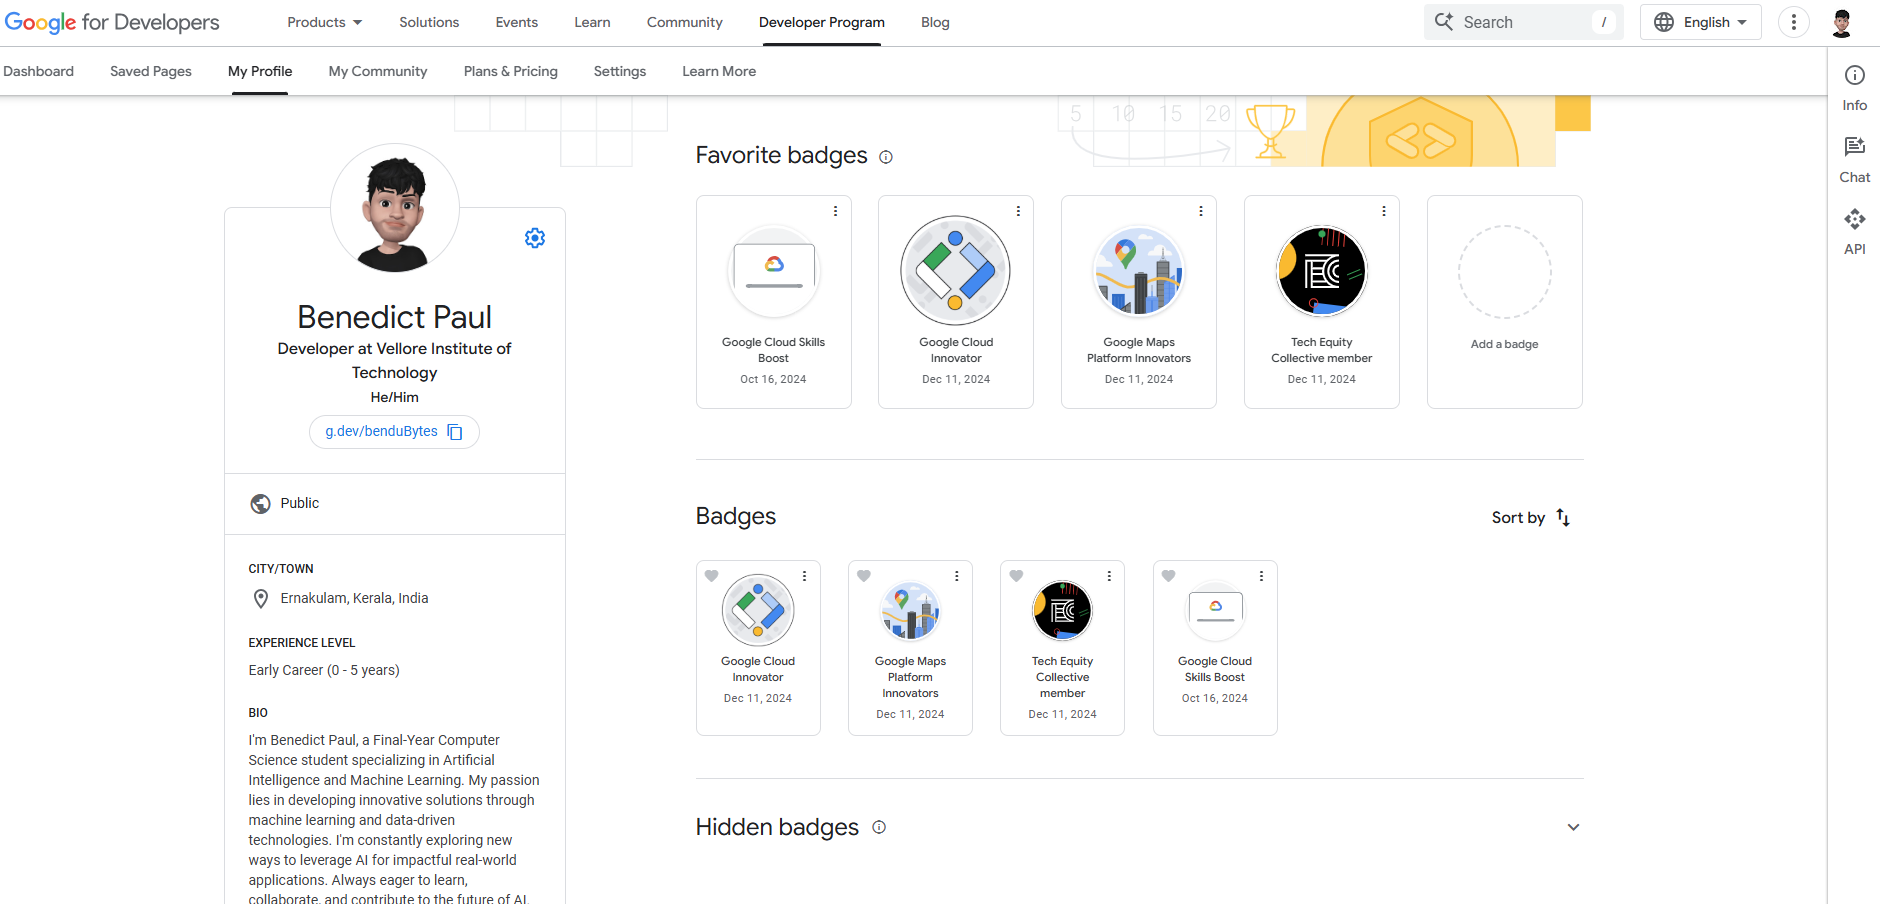 Google for Developers
Products
Solutions
Events
Learn
Community
Developer Program
Blog
Search
/
English
Dashboard
Saved Pages
My Profile
My Community
Plans & Pricing
Settings
Learn More
Info
Chat
API
5 10 15 20
Benedict Paul
Developer at Vellore Institute of
Technology
He/Him
g.dev/benduBytes
Public
CITY/TOWN
Ernakulam, Kerala, India
EXPERIENCE LEVEL
Early Career (0 - 5 years)
BIO
I'm Benedict Paul, a Final-Year Computer
Science student specializing in Artificial
Intelligence and Machine Learning. My passion
lies in developing innovative solutions through
machine learning and data-driven
technologies. I'm constantly exploring new
ways to leverage AI for impactful real-world
applications. Always eager to learn,
collaborate, and contribute to the future of AI.
Favorite badges
Google Cloud Skills
Boost
Oct 16, 2024
Google Cloud
Innovator
Dec 11, 2024
Google Maps
Platform Innovators
Dec 11, 2024
TEC
Tech Equity
Collective member
Dec 11, 2024
Add a badge
Badges
Sort by
Google Cloud
Innovator
Dec 11, 2024
Google Maps
Platform
Innovators
Dec 11, 2024
TEC
Tech Equity
Collective
member
Dec 11, 2024
Google Cloud
Skills Boost
Oct 16, 2024
Hidden badges